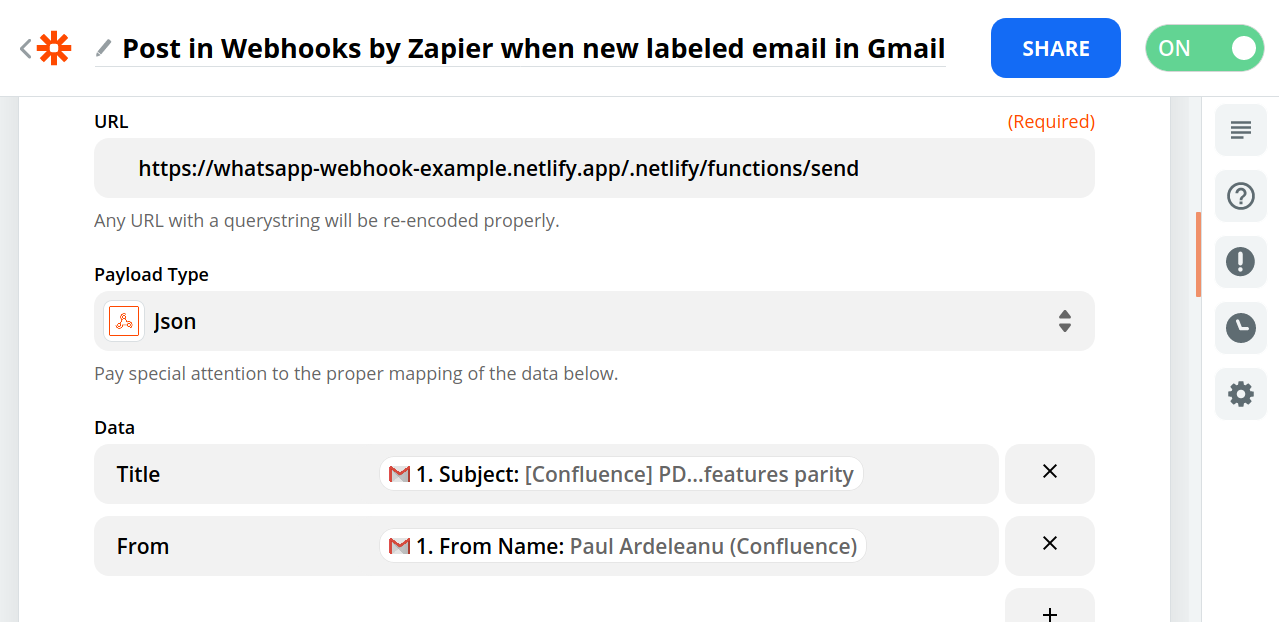 Post in Webhooks by Zapier when new labeled email in Gmail
SHARE
ON
URL
(Required)
https://whatsapp-webhook-example.netlify.app/.netlify/functions/send
Any URL with a querystring will be re-encoded properly.
Payload Type
Json
Pay special attention to the proper mapping of the data below.
Data
Title
1. Subject: [Confluence] PD...features parity
From
1. From Name: Paul Ardeleanu (Confluence)